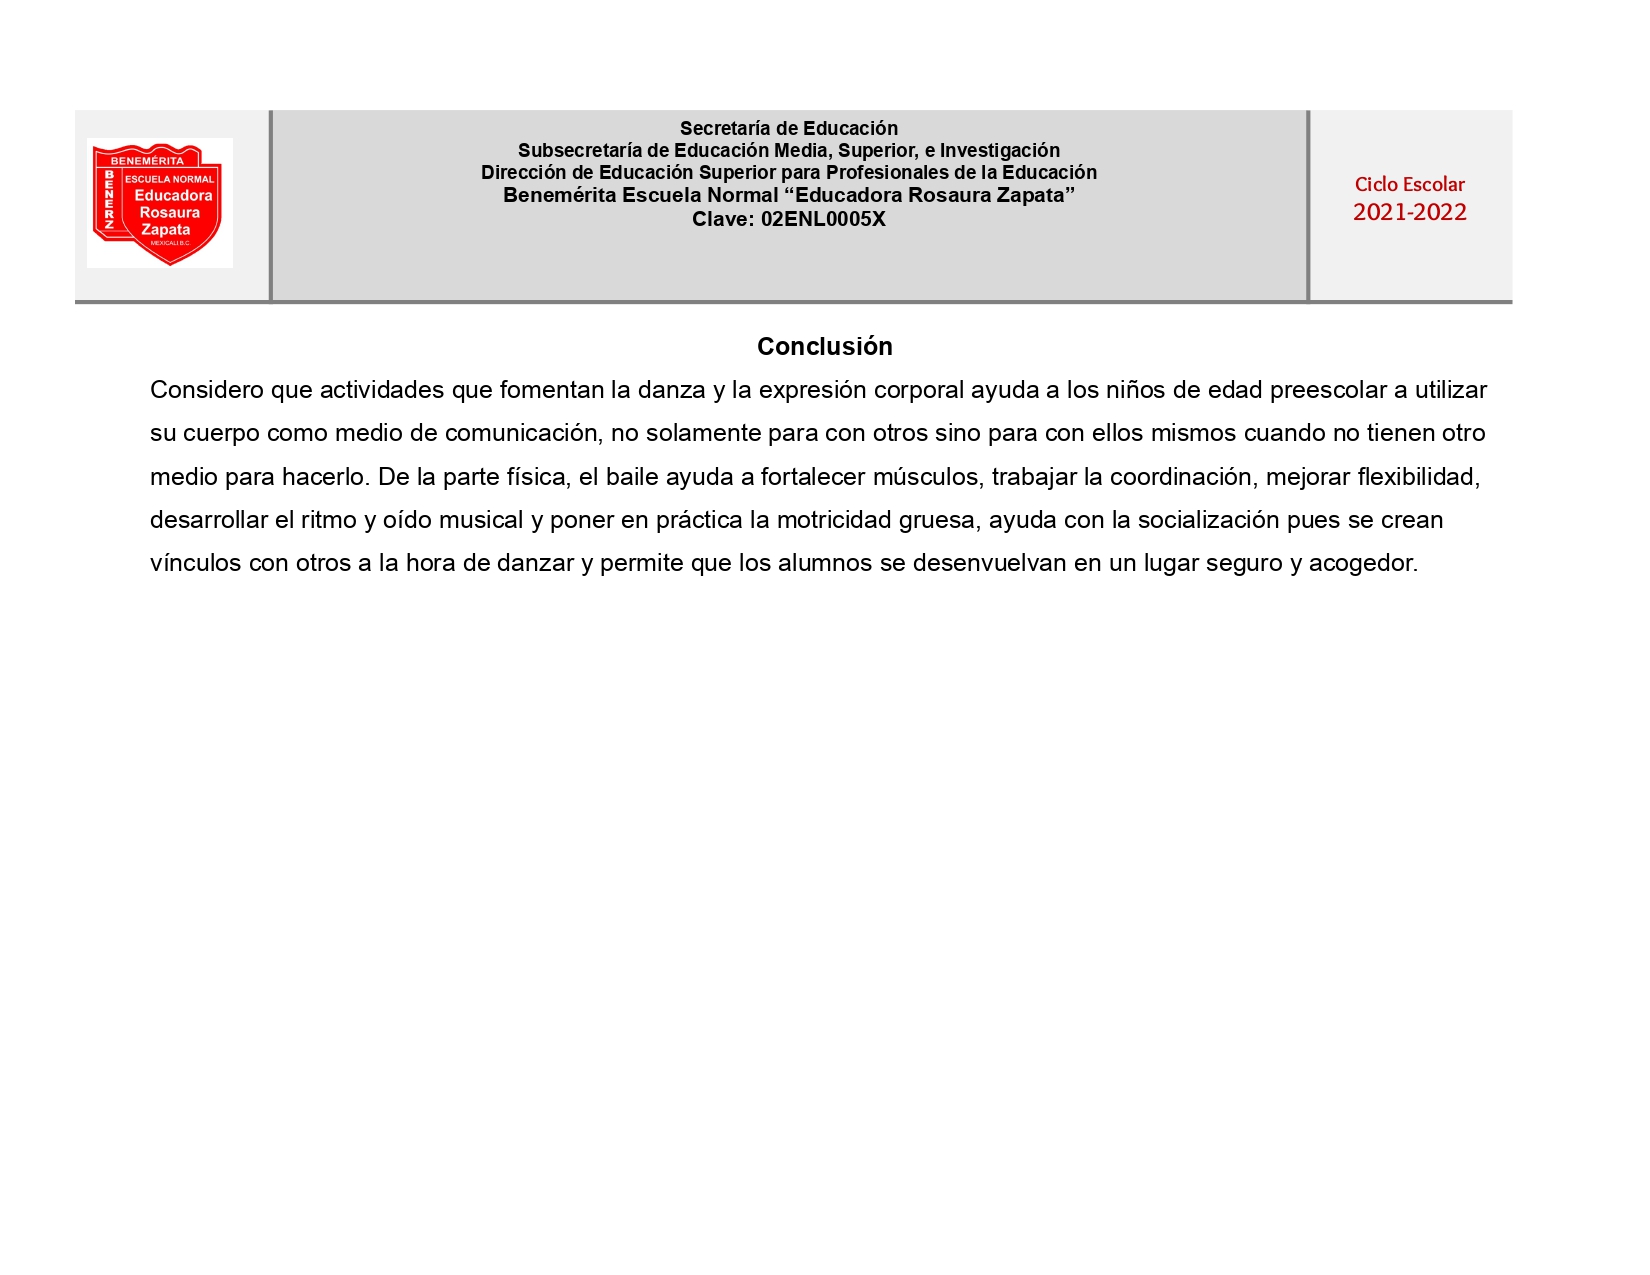 BENEMÉRITA
BENERZ
ESCUELA NORMAL
Educadora
Rosaura
Zapata
MEXICALI B.C.
Secretaría de Educación
Subsecretaría de Educación Media, Superior, e Investigación
Dirección de Educación Superior para Profesionales de la Educación
Benemérita Escuela Normal “Educadora Rosaura Zapata”
Clave: 02ENL0005X
Ciclo Escolar
2021-2022
Conclusión
Considero que actividades que fomentan la danza y la expresión corporal ayuda a los niños de edad preescolar a utilizar
su cuerpo como medio de comunicación, no solamente para con otros sino para con ellos mismos cuando no tienen otro
medio para hacerlo. De la parte física, el baile ayuda a fortalecer músculos, trabajar la coordinación, mejorar flexibilidad,
desarrollar el ritmo y oído musical y poner en práctica la motricidad gruesa, ayuda con la socialización pues se crean
vínculos con otros a la hora de danzar y permite que los alumnos se desenvuelvan en un lugar seguro y acogedor.